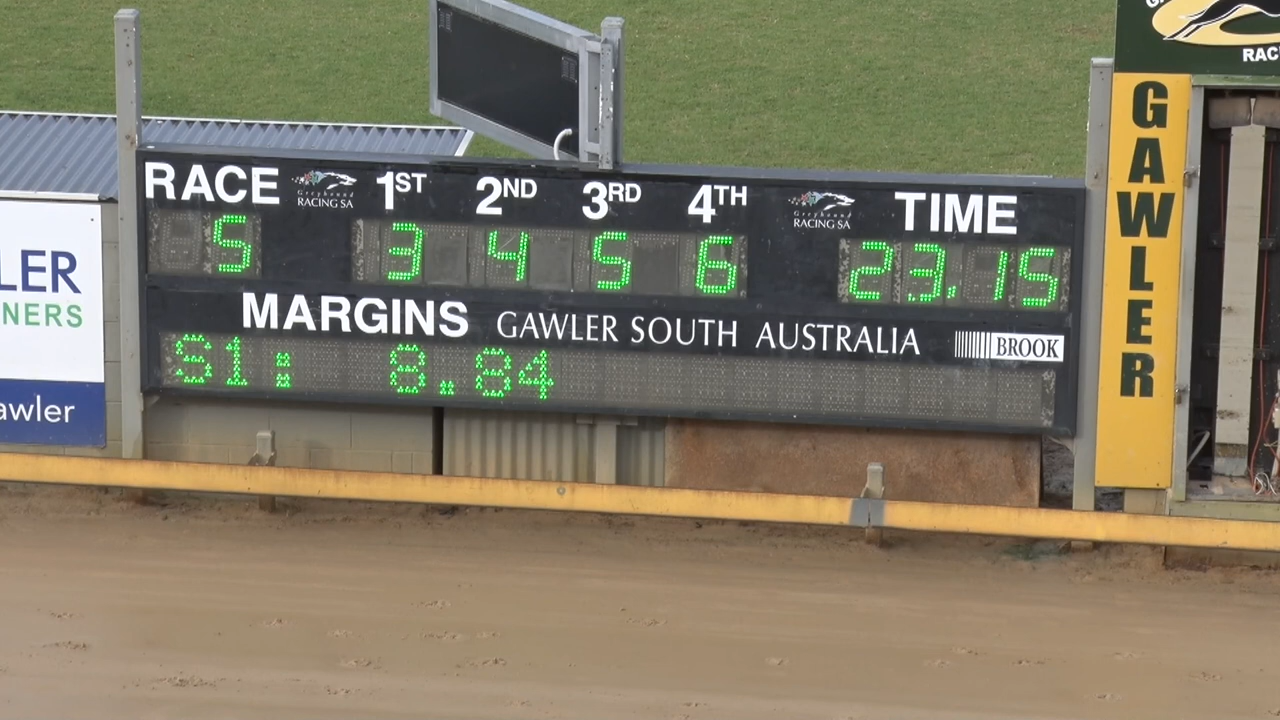 RAC
GAWLER
RACE 1ST 2ND 3RD 4TH TIME
Greyhound RACING SA
Greyhound RACING SA
5 3 4 5 6 23.15
MARGINS GAWLER SOUTH AUSTRALIA BROOK
S1: 8.84
LER
NERS
awler